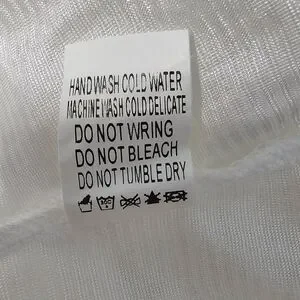 HAND WASH COLD WATER
MACHINE WASH COLD DELICATE
DO NOT WRING
DO NOT BLEACH
DO NOT TUMBLE DRY